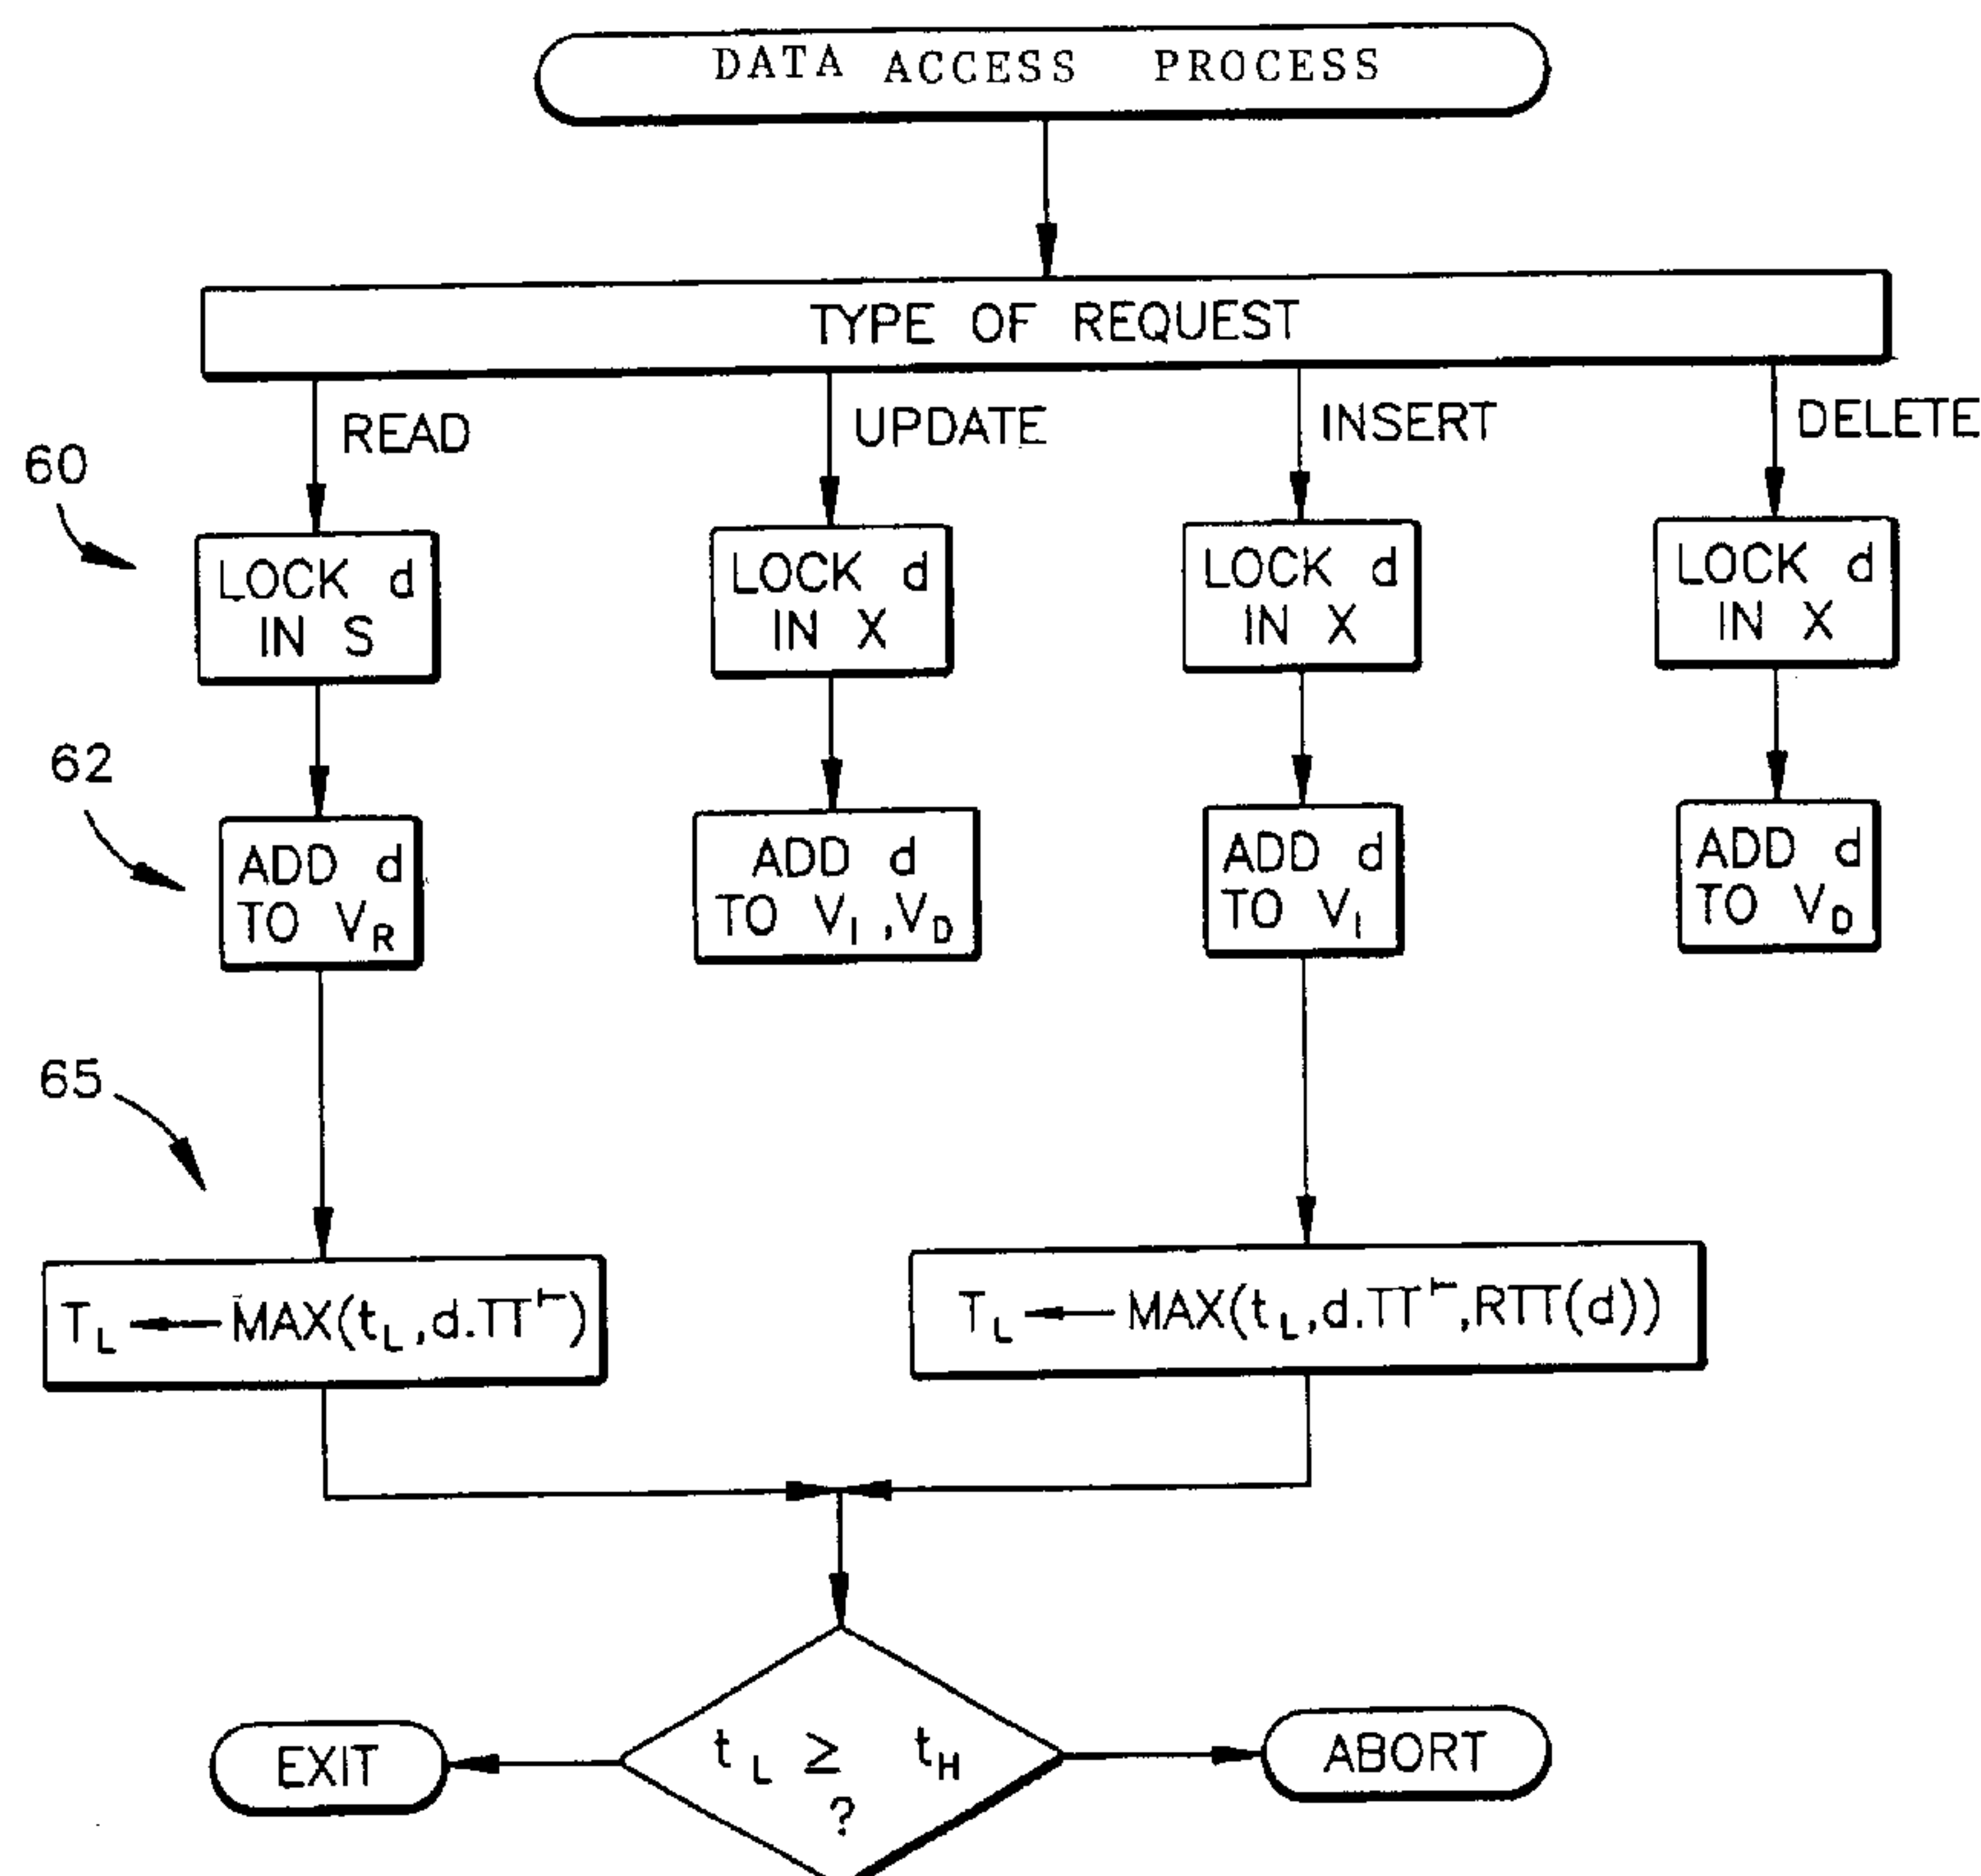 DATA ACCESS PROCESS
TYPE OF REQUEST
READ
UPDATE
INSERT
DELETE
60
LOCK d
IN S
LOCK d
IN X
LOCK d
IN X
LOCK d
IN X
62
ADD d
TO V_R
ADD d
TO V_I ,V_D
ADD d
TO V_I
ADD d
TO V_D
65
T_L ← MAX(t_L,d.TT^⊢)
T_L ← MAX(t_L,d.TT^⊢,RTT(d))
t_L ≥ t_H
?
EXIT
ABORT